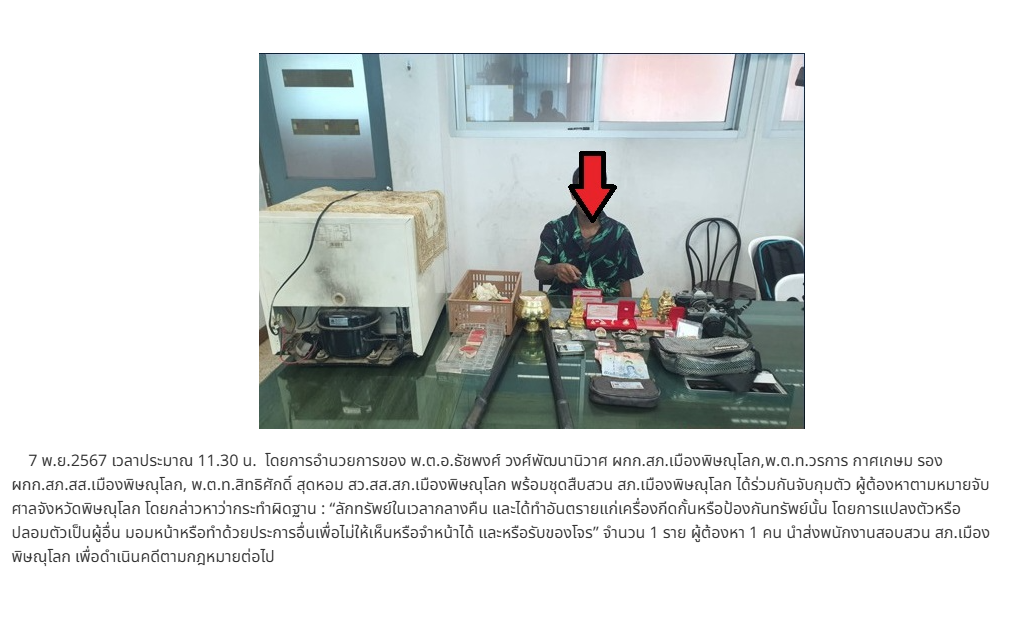 7 พ.ย.2567 เวลาประมาณ 11.30 น.  โดยการอำนวยการของ พ.ต.อ.ธัชพงศ์ วงศ์พัฒนานิวาศ ผกก.สภ.เมืองพิษณุโลก,พ.ต.ท.วรการ กาศเกษม รอง
ผกก.สภ.สส.เมืองพิษณุโลก, พ.ต.ท.สิทธิศักดิ์ สุดหอม สว.สส.สภ.เมืองพิษณุโลก พร้อมชุดสืบสวน สภ.เมืองพิษณุโลก ได้ร่วมกันจับกุมตัว ผู้ต้องหาตามหมายจับ
ศาลจังหวัดพิษณุโลก โดยกล่าวหาว่ากระทำผิดฐาน : “ลักทรัพย์ในเวลากลางคืน และได้ทำอันตรายแก่เครื่องกีดกั้นหรือป้องกันทรัพย์นั้น โดยการแปลงตัวหรือ
ปลอมตัวเป็นผู้อื่น มอมหน้าหรือทำด้วยประการอื่นเพื่อไม่ให้เห็นหรือจำหน้าได้ และหรือรับของโจร” จำนวน 1 ราย ผู้ต้องหา 1 คน นำส่งพนักงานสอบสวน สภ.เมือง
พิษณุโลก เพื่อดำเนินคดีตามกฎหมายต่อไป